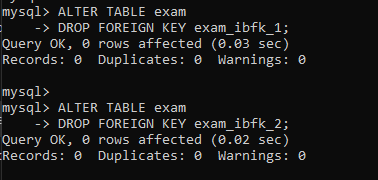 mysql> ALTER TABLE exam
    -> DROP FOREIGN KEY exam_ibfk_1;
Query OK, 0 rows affected (0.03 sec)
Records: 0  Duplicates: 0  Warnings: 0
mysql>
mysql> ALTER TABLE exam
    -> DROP FOREIGN KEY exam_ibfk_2;
Query OK, 0 rows affected (0.02 sec)
Records: 0  Duplicates: 0  Warnings: 0